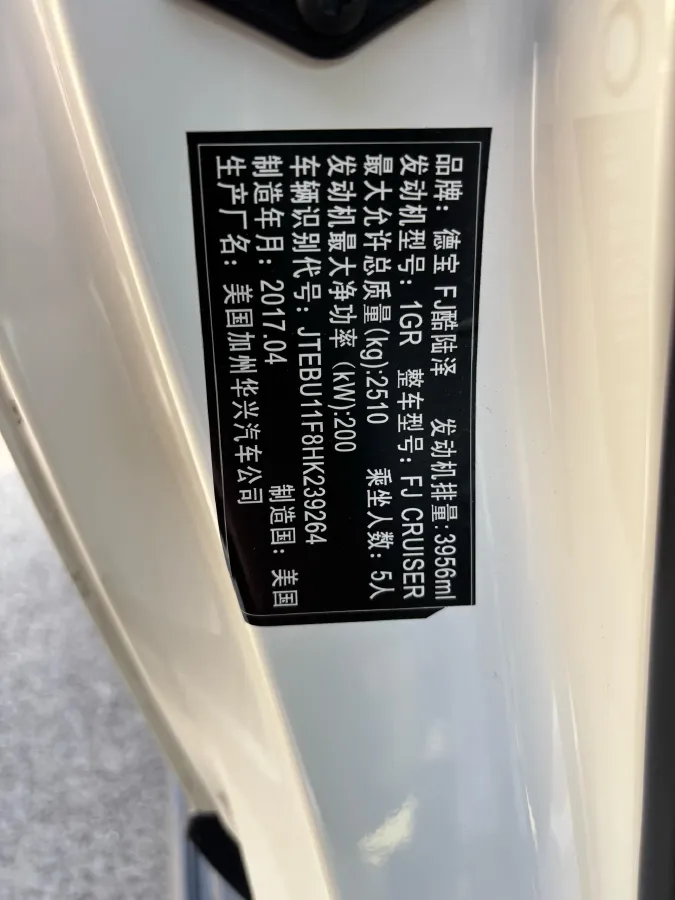 品牌：德宝 FJ酷陆泽 发动机排量:3956ml
发动机型号：1GR 整车型号：FJ CRUISER
最大允许总质量(kg):2510 乘坐人数：5人
发动机最大净功率 (kW):200
车辆识别代号：JTEBU11F8HK239264
制造年月：2017.04 制造国：美国
生产厂名：美国加州华兴汽车公司